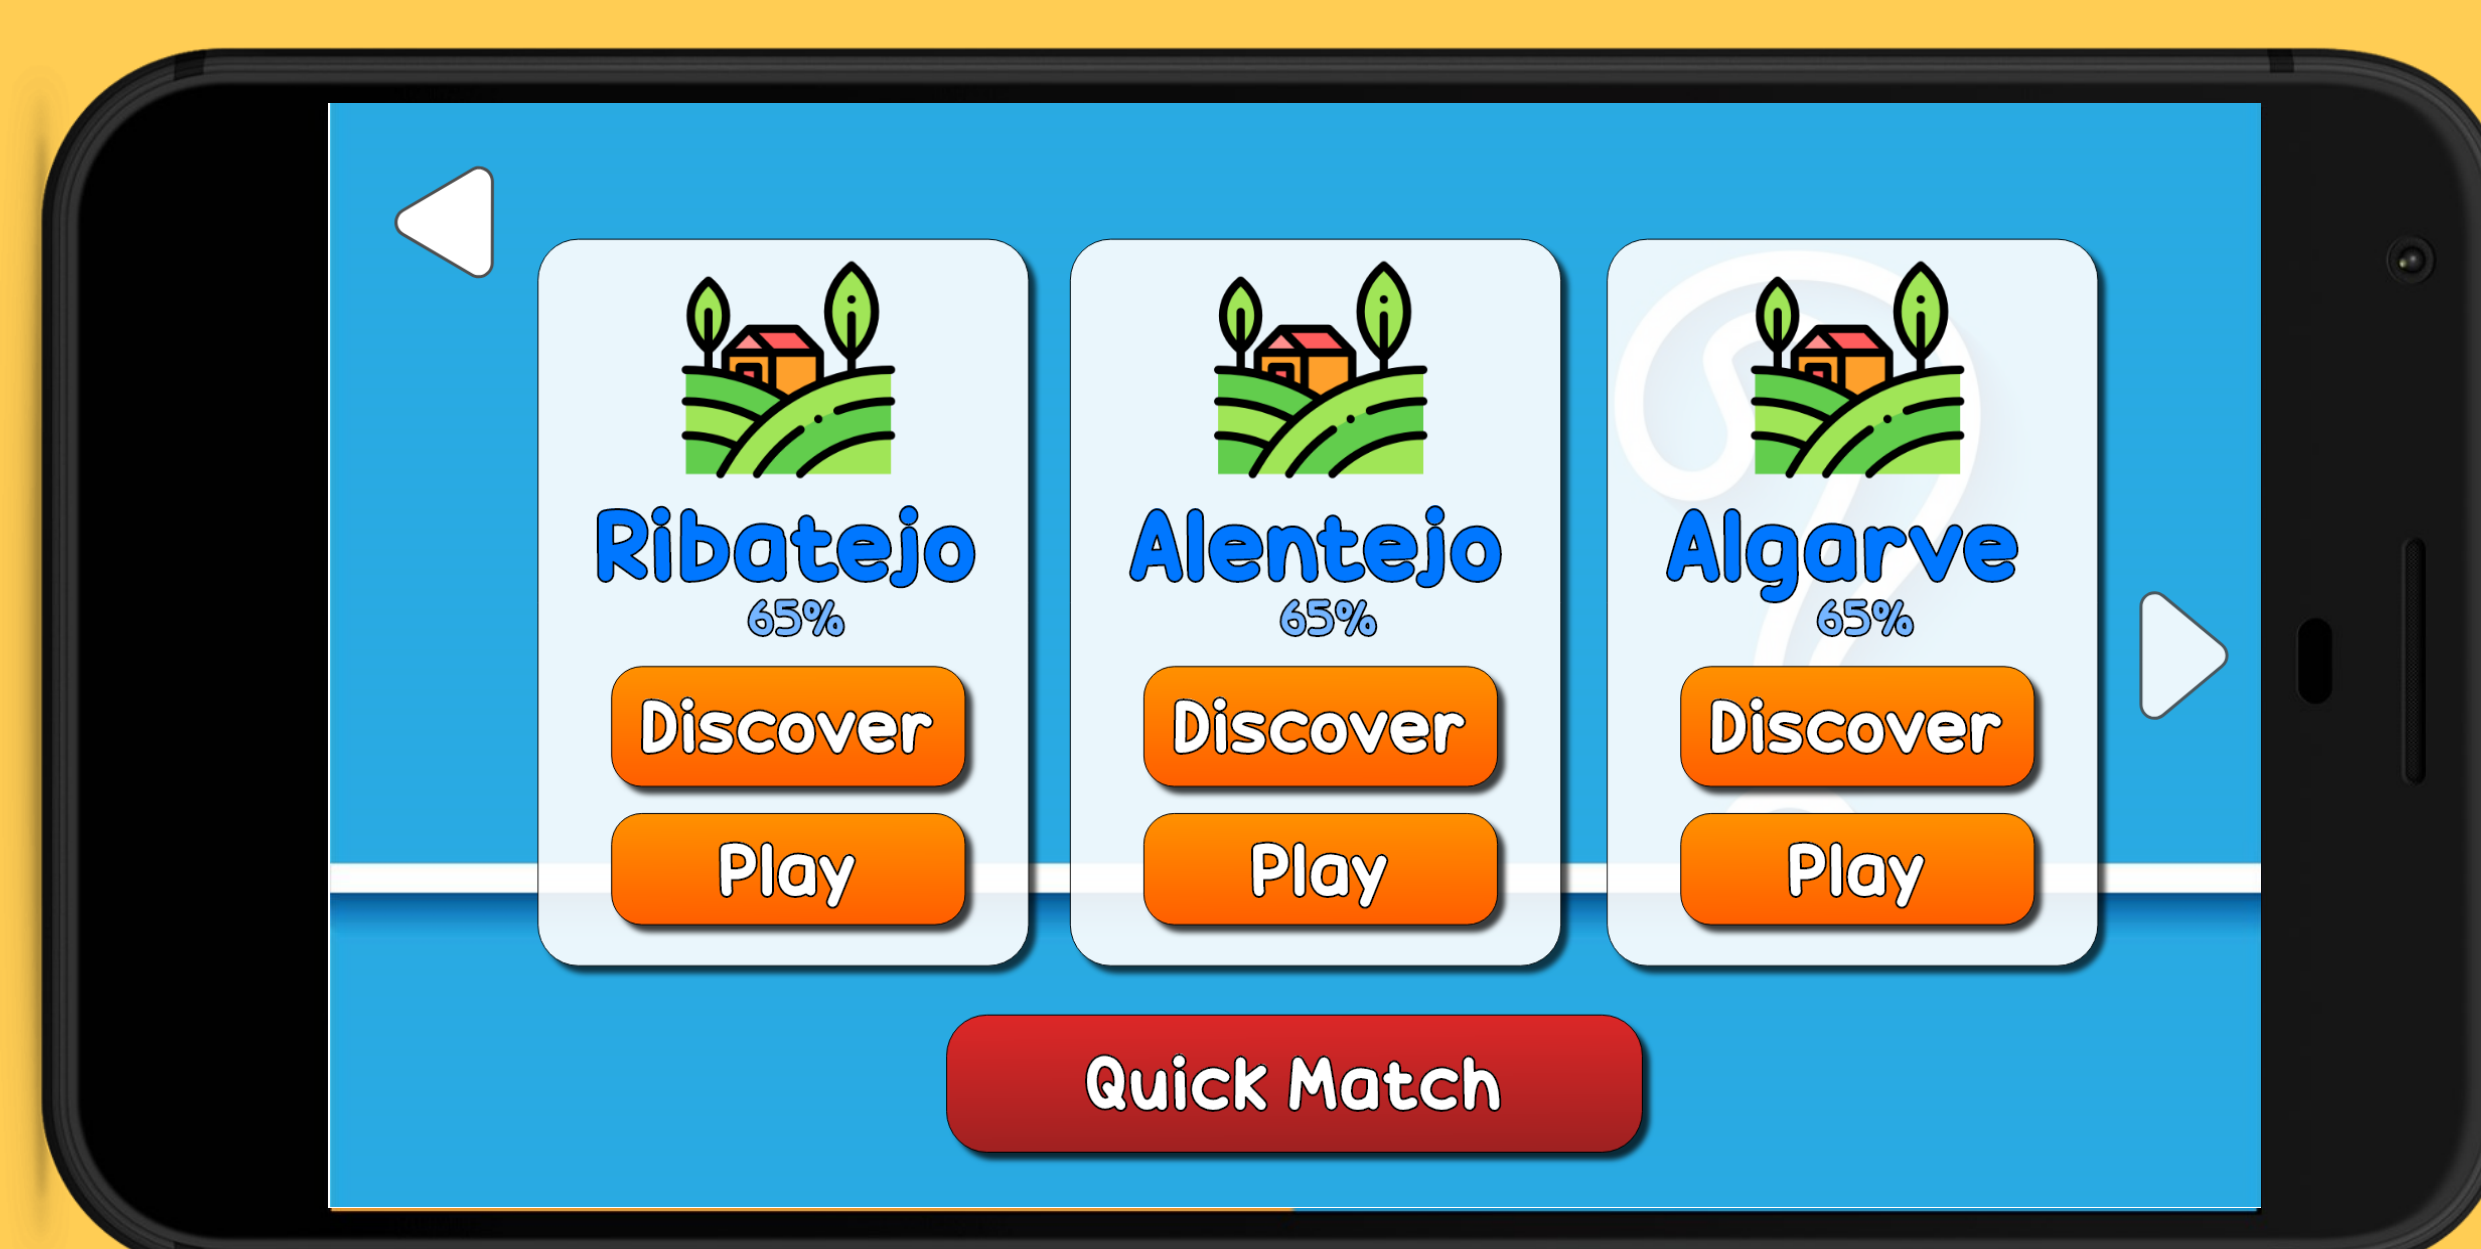 Ribatejo
65%
Discover
Play
Alentejo
65%
Discover
Play
Algarve
65%
Discover
Play
Quick Match